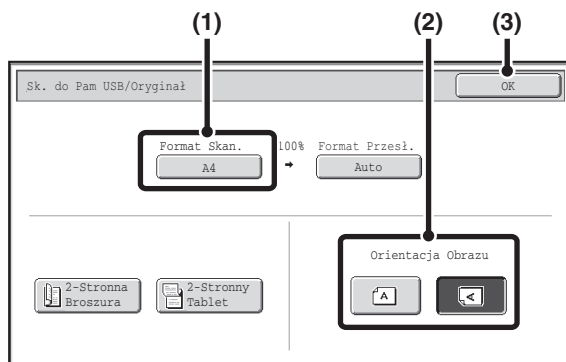 (1) (2) (3)
Sk. do Pam USB/Oryginał OK
Format Skan. 100% Format Przesł.
A4 Auto
Orientacja Obrazu
2-Stronna
Broszura
2-Stronny
Tablet
A A